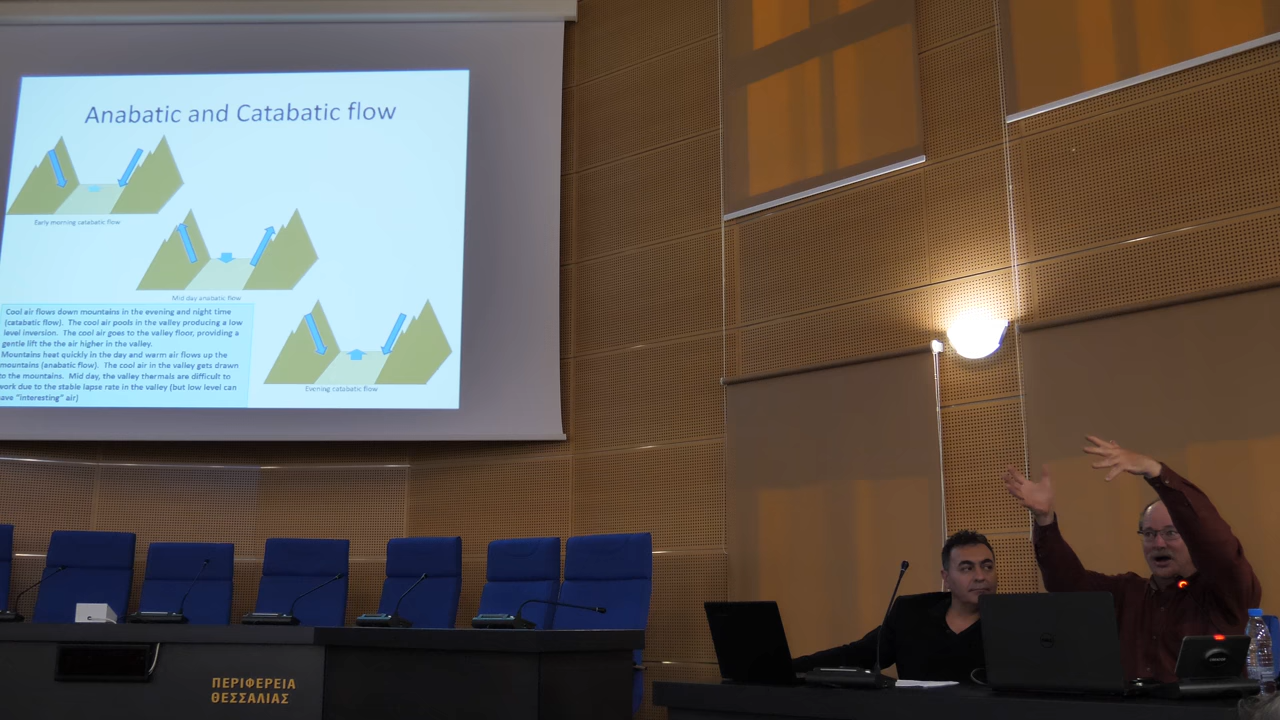 Anabatic and Catabatic flow
Early morning catabatic flow
Mid day anabatic flow
Cool air flows down mountains in the evening and night time
(catabatic flow). The cool air pools in the valley producing a low
level inversion. The cool air goes to the valley floor, providing a
gentle lift the the air higher in the valley.
Mountains heat quickly in the day and warm air flows up the
mountains (anabatic flow). The cool air in the valley gets drawn
to the mountains. Mid day, the valley thermals are difficult to
work due to the stable lapse rate in the valley (but low level can
ave "interesting" air)
Evening catabatic flow
ΠΕΡΙΦΕΡΕΙΑ
ΘΕΣΣΑΛΙΑΣ